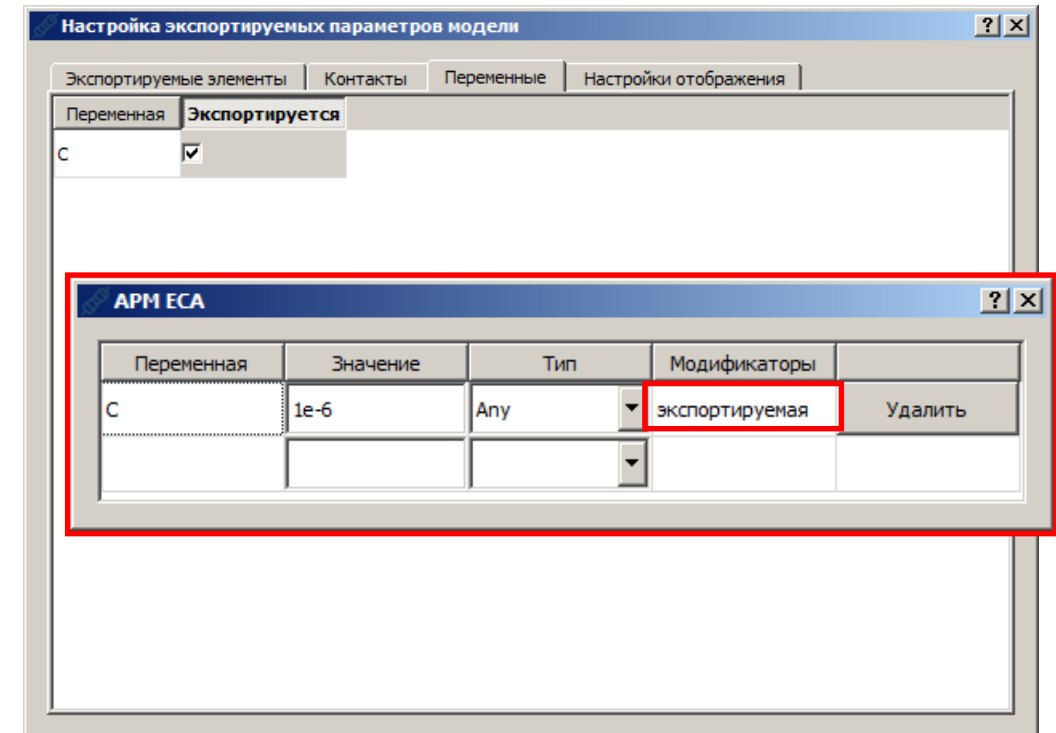 Настройка экспортируемых параметров модели
Экспортируемые элементы Контакты Переменные Настройки отображения
Переменная Экспортируется
C
APM ECA
Переменная Значение Тип Модификаторы
C 1e-6 Any экспортируемая Удалить